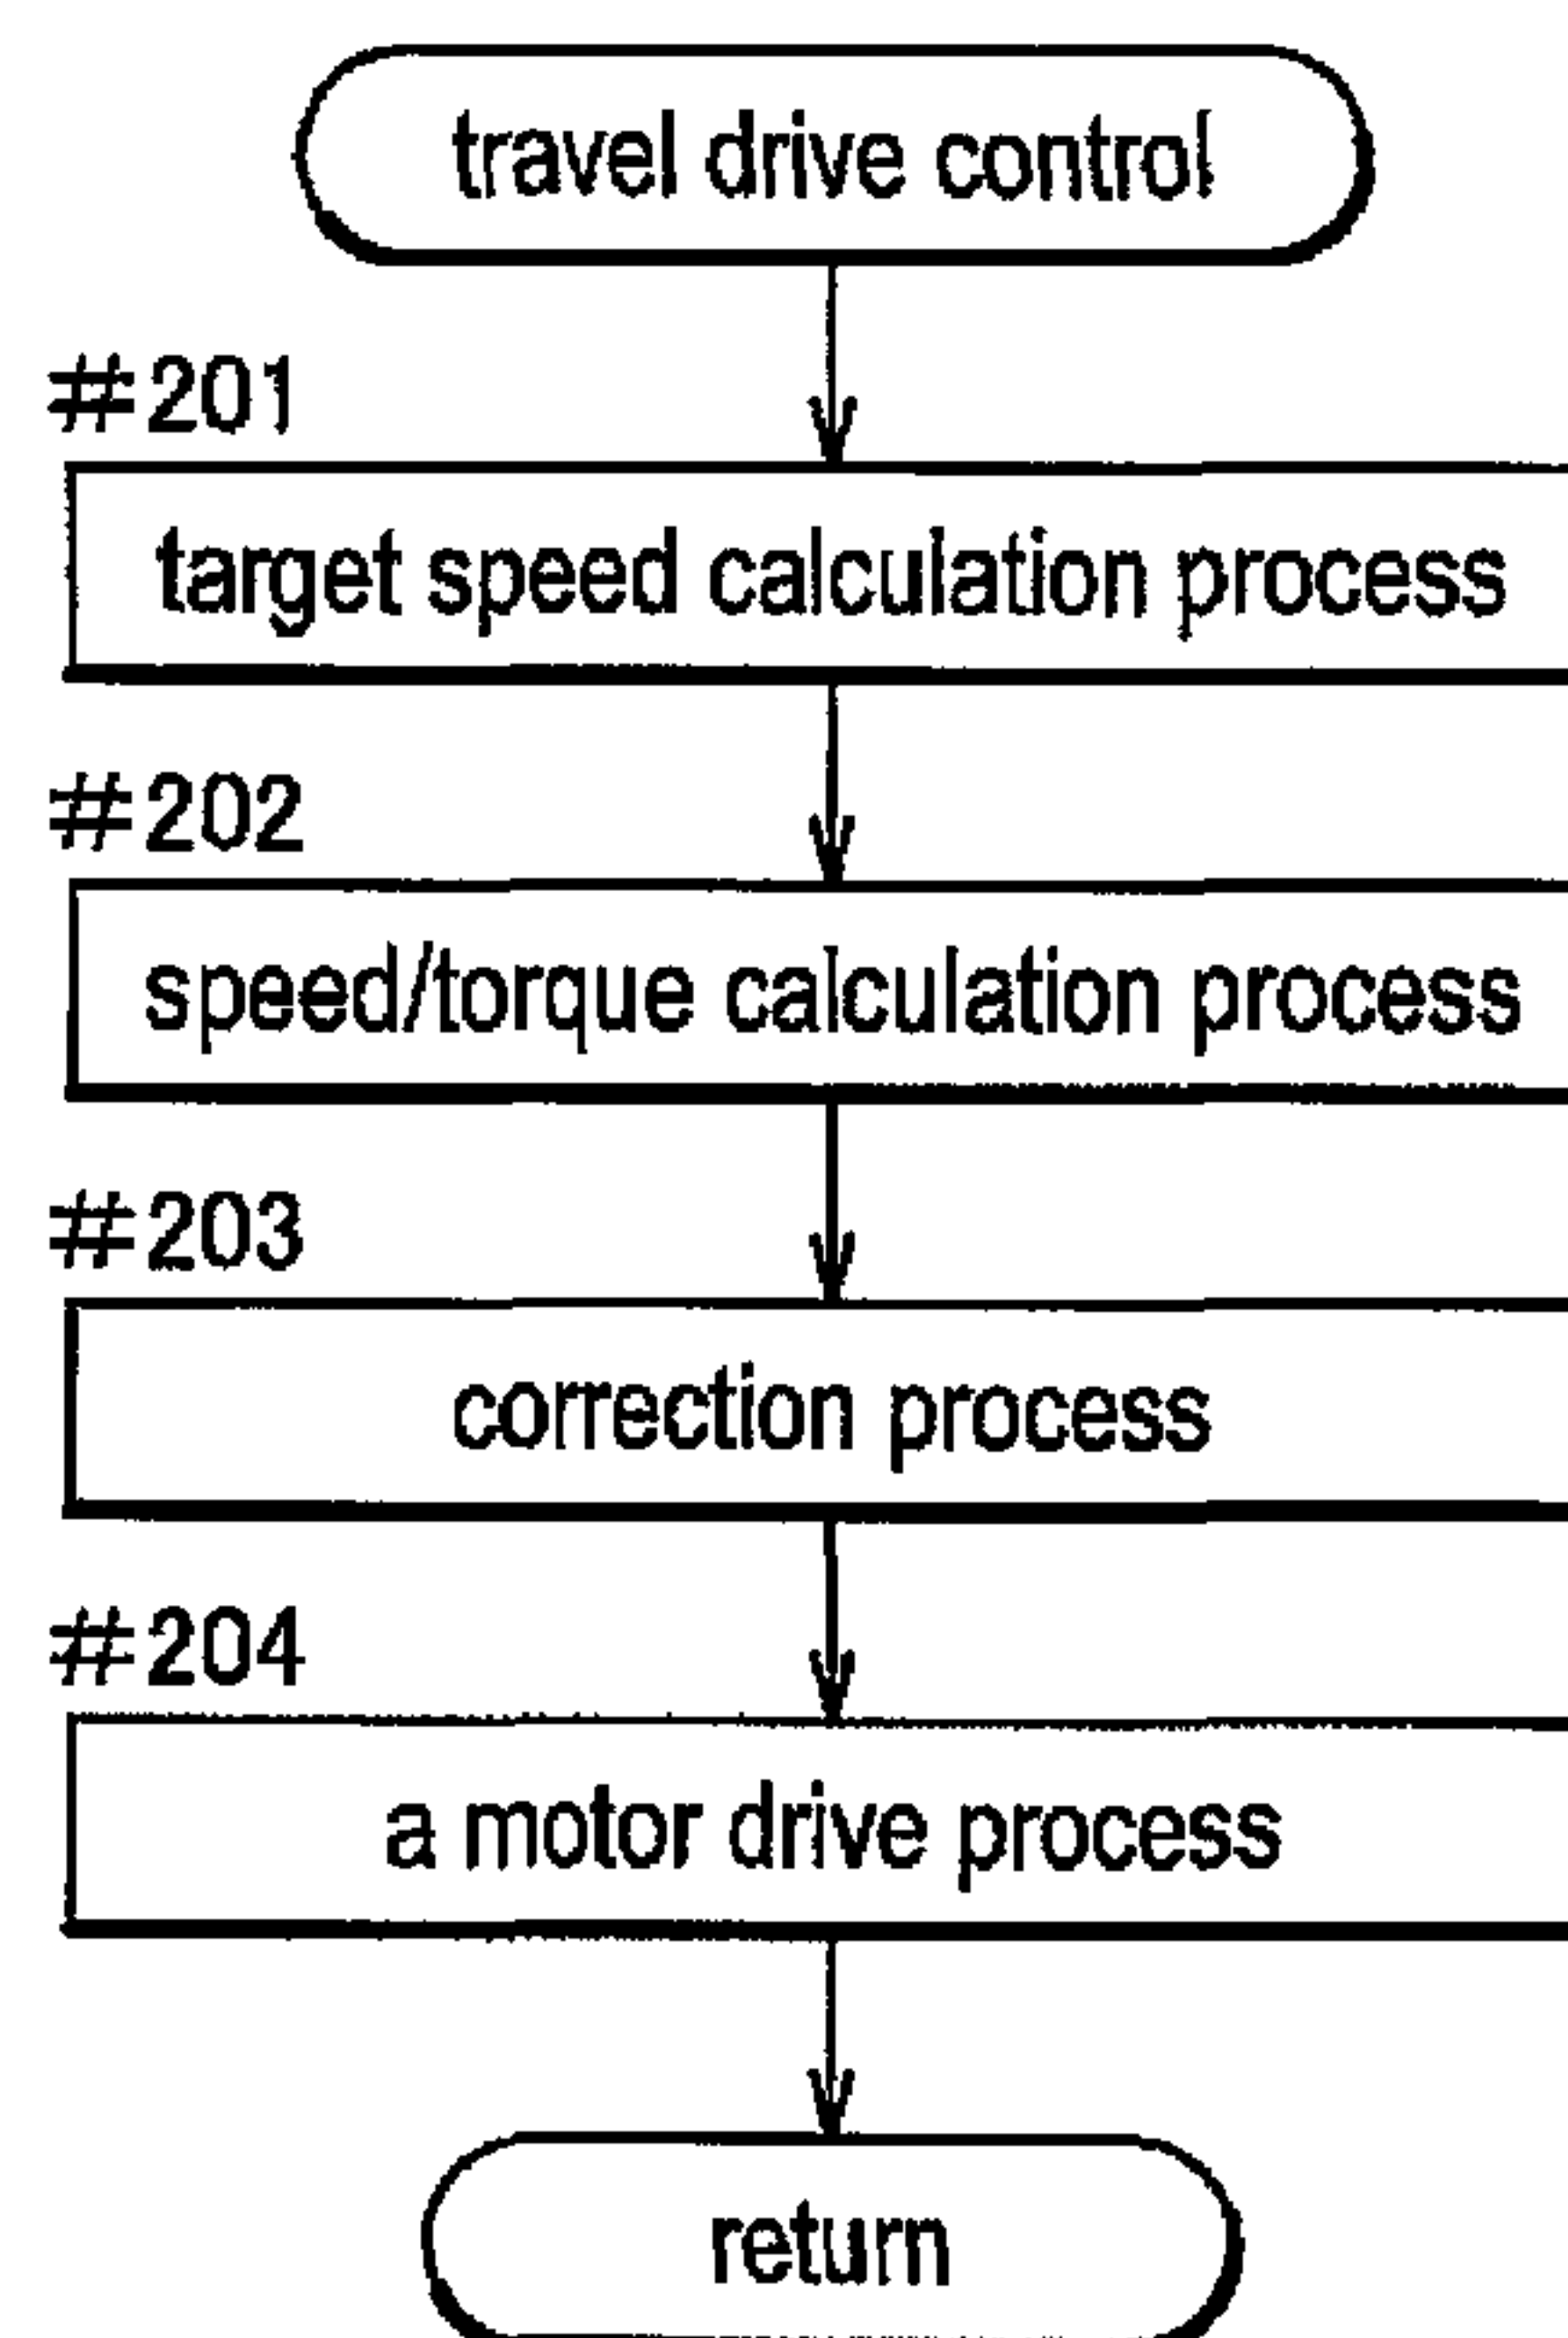 travel drive control
#201
target speed calculation process
#202
speed/torque calculation process
#203
correction process
#204
a motor drive process
return